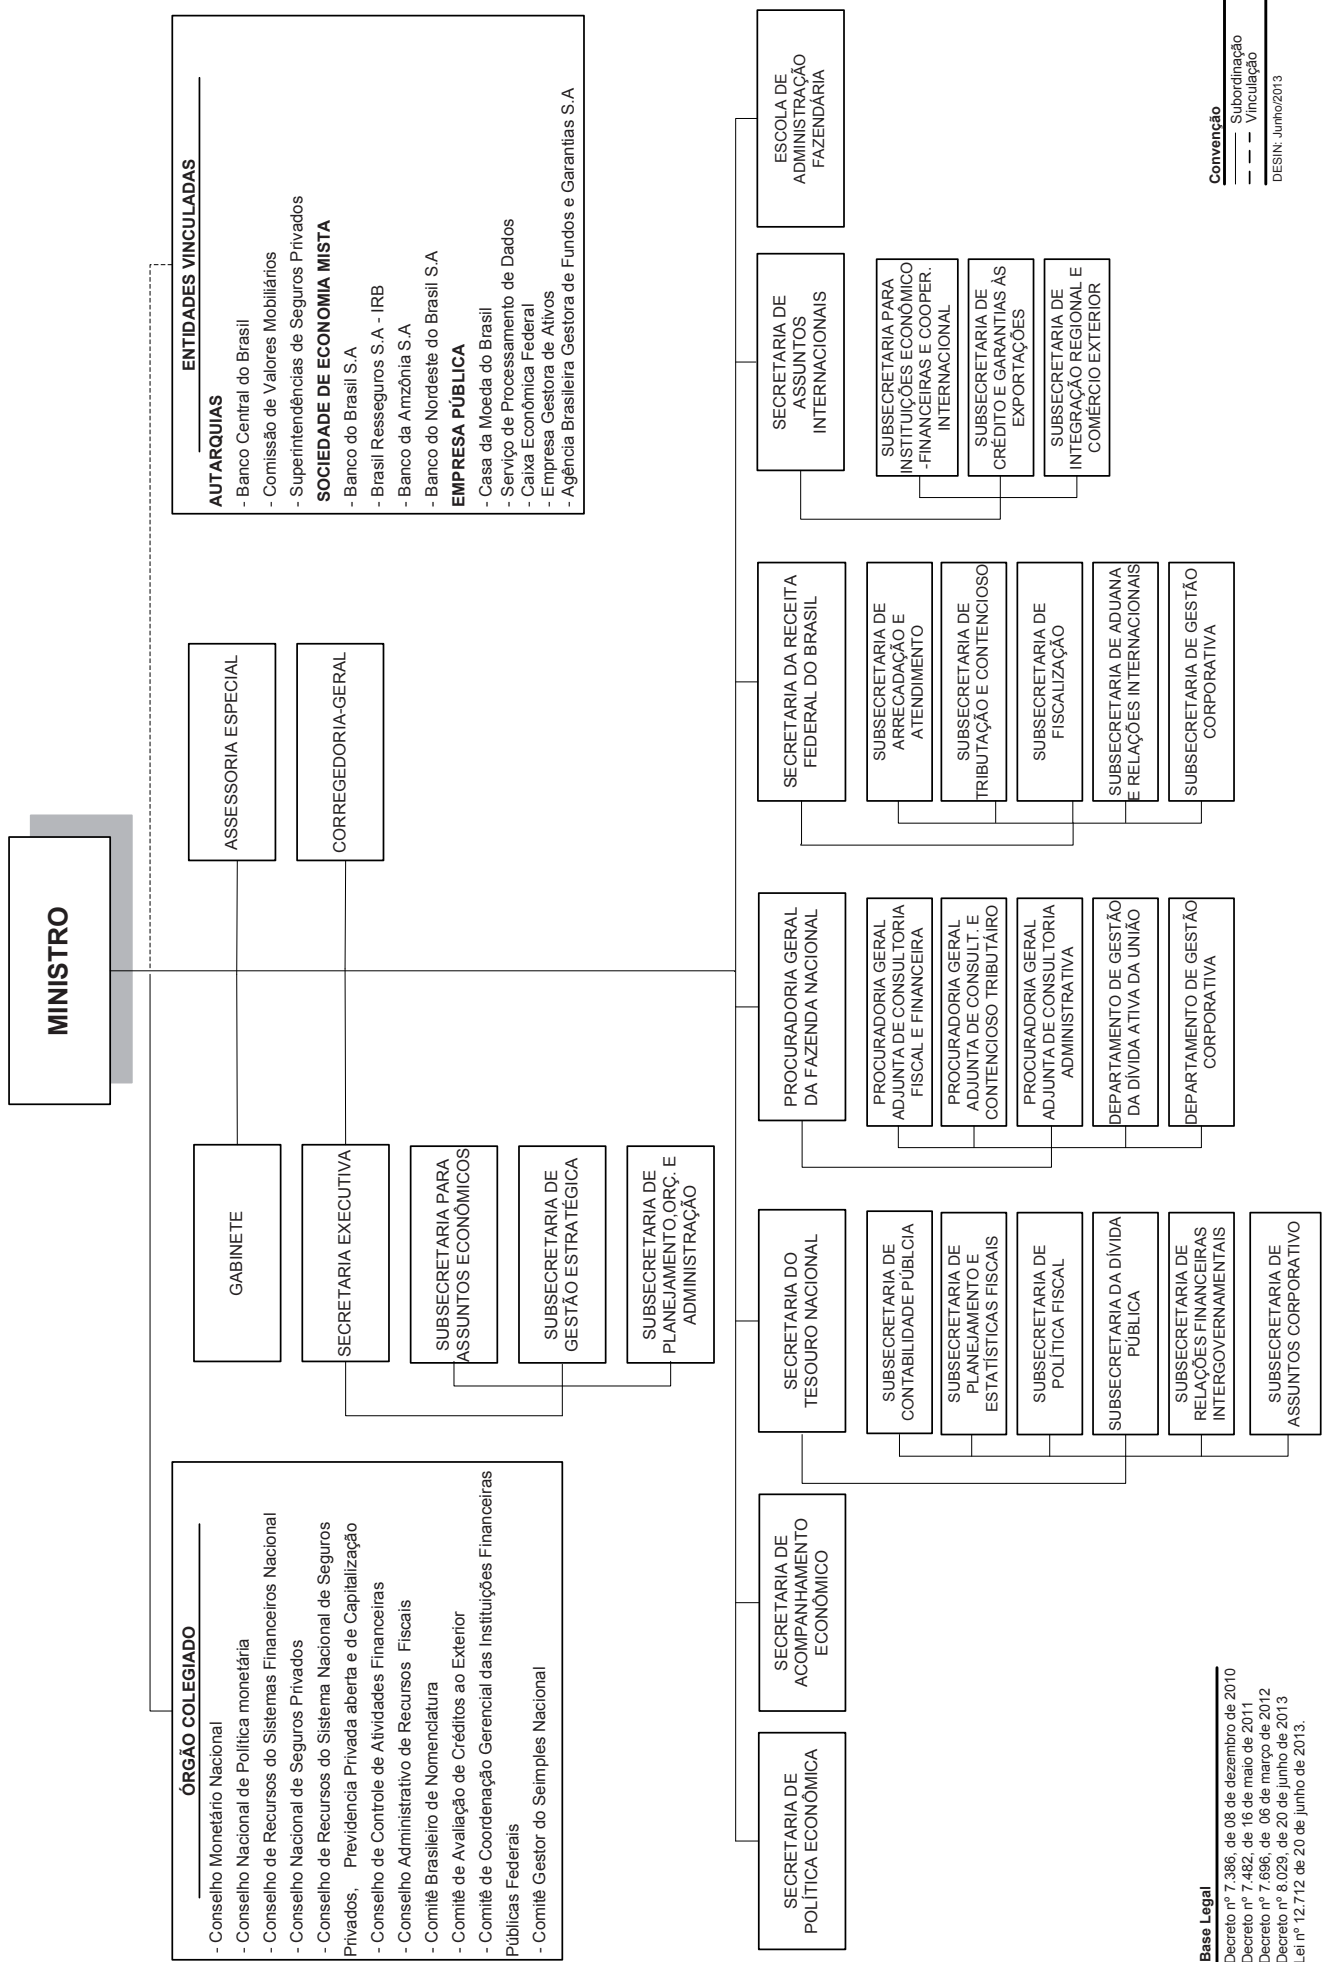 MINISTRO
ÓRGÃO COLEGIADO
- Conselho Monetário Nacional
- Conselho Nacional de Política monetária
- Conselho de Recursos do Sistemas Financeiros Nacional
- Conselho Nacional de Seguros Privados
- Conselho de Recursos do Sistema Nacional de Seguros
Privados, Previdencia Privada aberta e de Capitalização
- Conselho de Controle de Atividades Financeiras
- Conselho Administrativo de Recursos Fiscais
- Comitê Brasileiro de Nomenclatura
- Comitê de Avaliação de Créditos ao Exterior
- Comitê de Coordenação Gerencial das Instituições Financeiras
Públicas Federais
- Comitê Gestor do Seimples Nacional
GABINETE
ASSESSORIA ESPECIAL
SECRETARIA EXECUTIVA
CORREGEDORIA-GERAL
SUBSECRETARIA PARA
ASSUNTOS ECONÔMICOS
SUBSECRETARIA DE
GESTÃO ESTRATÉGICA
SUBSECRETARIA DE
PLANEJAMENTO,ORÇ. E
ADMINISTRAÇÃO
ENTIDADES VINCULADAS
AUTARQUIAS
- Banco Central do Brasil
- Comissão de Valores Mobiliários
- Superintendências de Seguros Privados
SOCIEDADE DE ECONOMIA MISTA
- Banco do Brasil S.A
- Brasil Resseguros S.A - IRB
- Banco da Amzônia S.A
- Banco do Nordeste do Brasil S.A
EMPRESA PÚBLICA
- Casa da Moeda do Brasil
- Serviço de Processamento de Dados
- Caixa Econômica Federal
- Empresa Gestora de Ativos
- Agência Brasileira Gestora de Fundos e Garantias S.A
SECRETARIA DE
POLÍTICA ECONÔMICA
SECRETARIA DE
ACOMPANHAMENTO
ECONÔMICO
SECRETARIA DO
TESOURO NACIONAL
SUBSECRETARIA DE
CONTABILIDADE PÚBLCIA
SUBSECRETARIA DE
PLANEJAMENTO E
ESTATÍSTICAS FISCAIS
SUBSECRETARIA DE
POLÍTICA FISCAL
SUBSECRETARIA DA DÍVIDA
PÚBLICA
SUBSECRETARIA DE
RELAÇÕES FINANCEIRAS
INTERGOVERNAMENTAIS
SUBSECRETARIA DE
ASSUNTOS CORPORATIVO
PROCURADORIA GERAL
DA FAZENDA NACIONAL
PROCURADORIA GERAL
ADJUNTA DE CONSULTORIA
FISCAL E FINANCEIRA
PROCURADORIA GERAL
ADJUNTA DE CONSULT. E
CONTENCIOSO TRIBUTÁIRO
PROCURADORIA GERAL
ADJUNTA DE CONSULTORIA
ADMINISTRATIVA
DEPARTAMENTO DE GESTÃO
DA DÍVIDA ATIVA DA UNIÃO
DEPARTAMENTO DE GESTÃO
CORPORATIVA
SECRETARIA DA RECEITA
FEDERAL DO BRASIL
SUBSECRETARIA DE
ARRECADAÇÃO E
ATENDIMENTO
SUBSECRETARIA DE
TRIBUTAÇÃO E CONTENCIOSO
SUBSECRETARIA DE
FISCALIZAÇÃO
SUBSECRETARIA DE ADUANA
E RELAÇÕES INTERNACIONAIS
SUBSECRETARIA DE GESTÃO
CORPORATIVA
SECRETARIA DE
ASSUNTOS
INTERNACIONAIS
SUBSECRETARIA PARA
INSTITUIÇÕES ECONÔMICO
-FINANCEIRAS E COOPER.
INTERNACIONAL
SUBSECRETARIA DE
CRÉDITO E GARANTIAS ÀS
EXPORTAÇÕES
SUBSECRETARIA DE
INTEGRAÇÃO REGIONAL E
COMÉRCIO EXTERIOR
ESCOLA DE
ADMINISTRAÇÃO
FAZENDÁRIA
Base Legal
Decreto nº 7.386, de 08 de dezembro de 2010
Decreto nº 7.482, de 16 de maio de 2011
Decreto nº 7.696, de 06 de março de 2012
Decreto nº 8.029, de 20 de junho de 2013
Lei nº 12.712 de 20 de junho de 2013.
Convenção
Subordinação
Vinculação
DESIN: Junho/2013